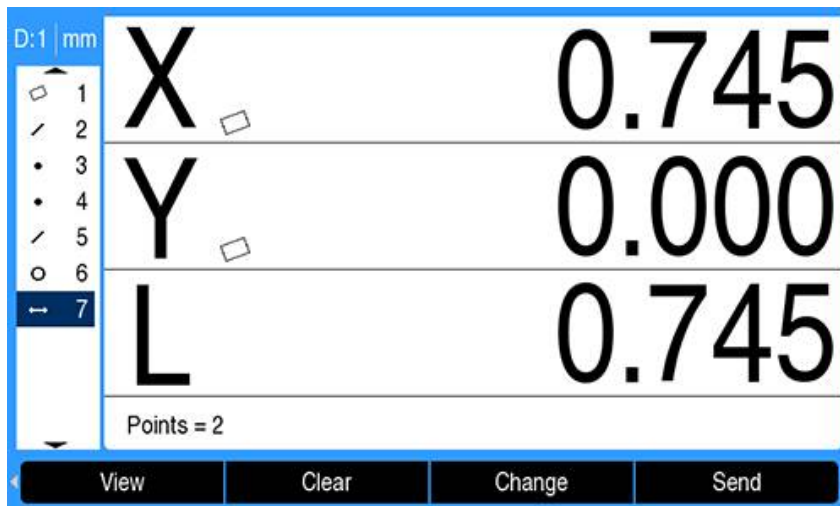 D:1 mm
1
2
3
4
5
6
7
X 0.745
Y 0.000
L 0.745
Points = 2
View Clear Change Send